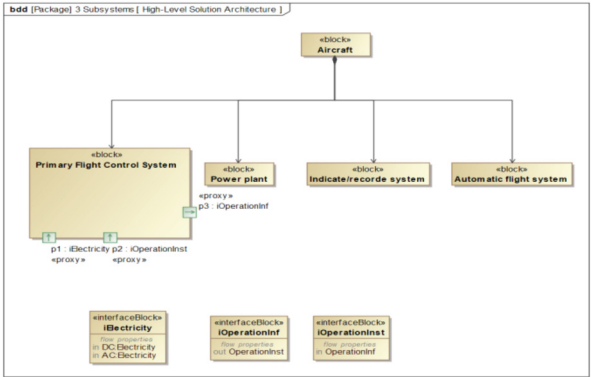 bdd [Package] 3 Subsystems [ High-Level Solution Architecture ]
«block»
Aircraft
«block»
Primary Flight Control System
«block»
Power plant
«block»
Indicate/recorde system
«block»
Automatic flight system
«proxy»
p3 : iOperationInf
p1 : iElectricity p2 : iOperationInst
«proxy» «proxy»
«interfaceBlock»
iElectricity
flow properties
in DC:Electricity
in AC:Electricity
«interfaceBlock»
iOperationInf
flow properties
out OperationInst
«interfaceBlock»
iOperationInst
flow properties
in OperationInf